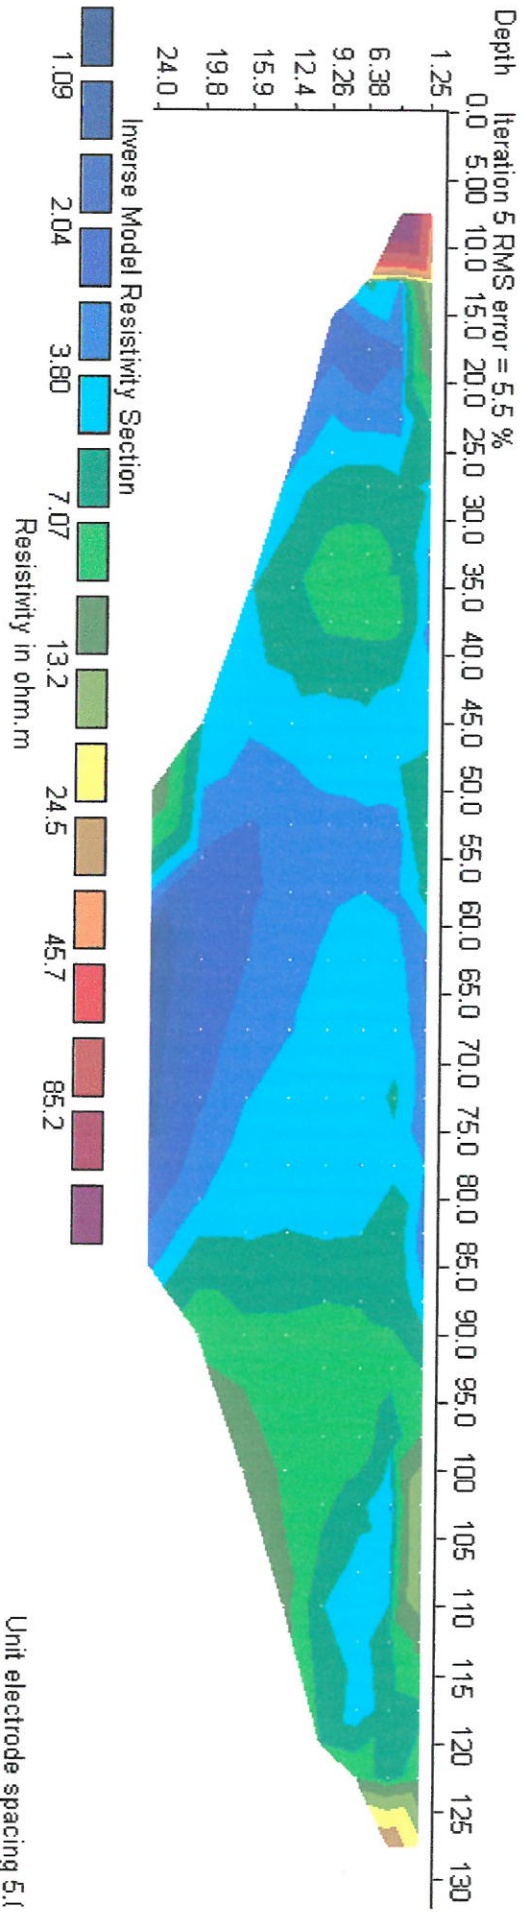 Depth Iteration 5 RMS error = 5.5 %
0.0 5.00 10.0 15.0 20.0 25.0 30.0 35.0 40.0 45.0 50.0 55.0 60.0 65.0 70.0 75.0 80.0 85.0 90.0 95.0 100 105 110 115 120 125 130
1.25
6.38
9.26
12.4
15.9
19.8
24.0
Inverse Model Resistivity Section
1.09 2.04 3.80 7.07 13.2 24.5 45.7 85.2
Resistivity in ohm.m
Unit electrode spacing 5.(